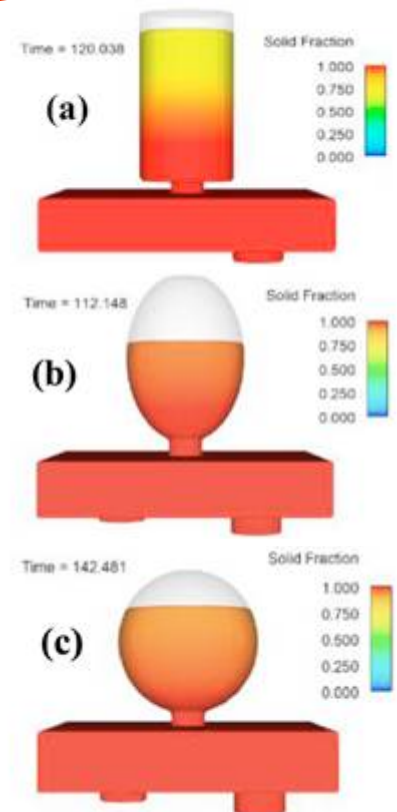 Time = 120.038
Solid Fraction
1.000
0.750
0.500
0.250
0.000
(a)
Time = 112.148
Solid Fraction
1.000
0.750
0.500
0.250
0.000
(b)
Time = 142.481
Solid Fraction
1.000
0.750
0.500
0.250
0.000
(c)